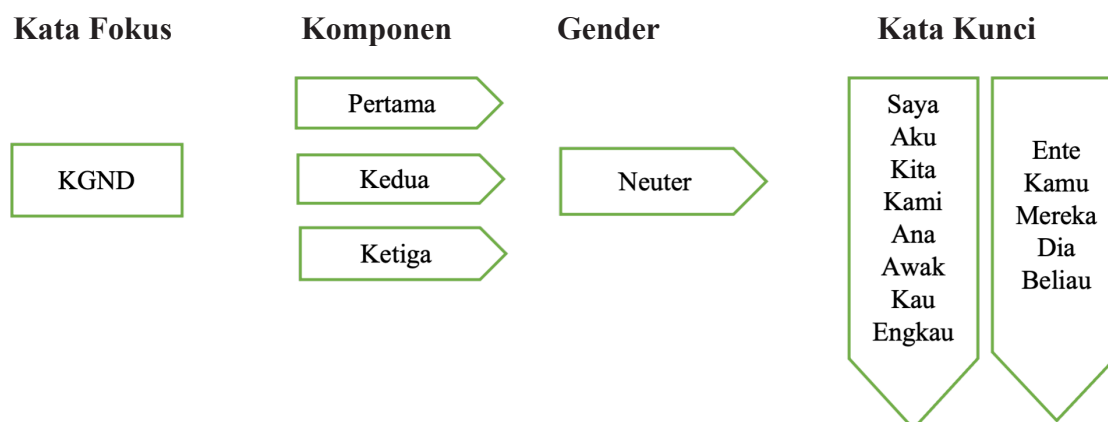 Kata Fokus
Komponen
Gender
Kata Kunci
KGND
Pertama
Kedua
Ketiga
Neuter
Saya
Aku
Kita
Kami
Ana
Awak
Kau
Engkau
Ente
Kamu
Mereka
Dia
Beliau